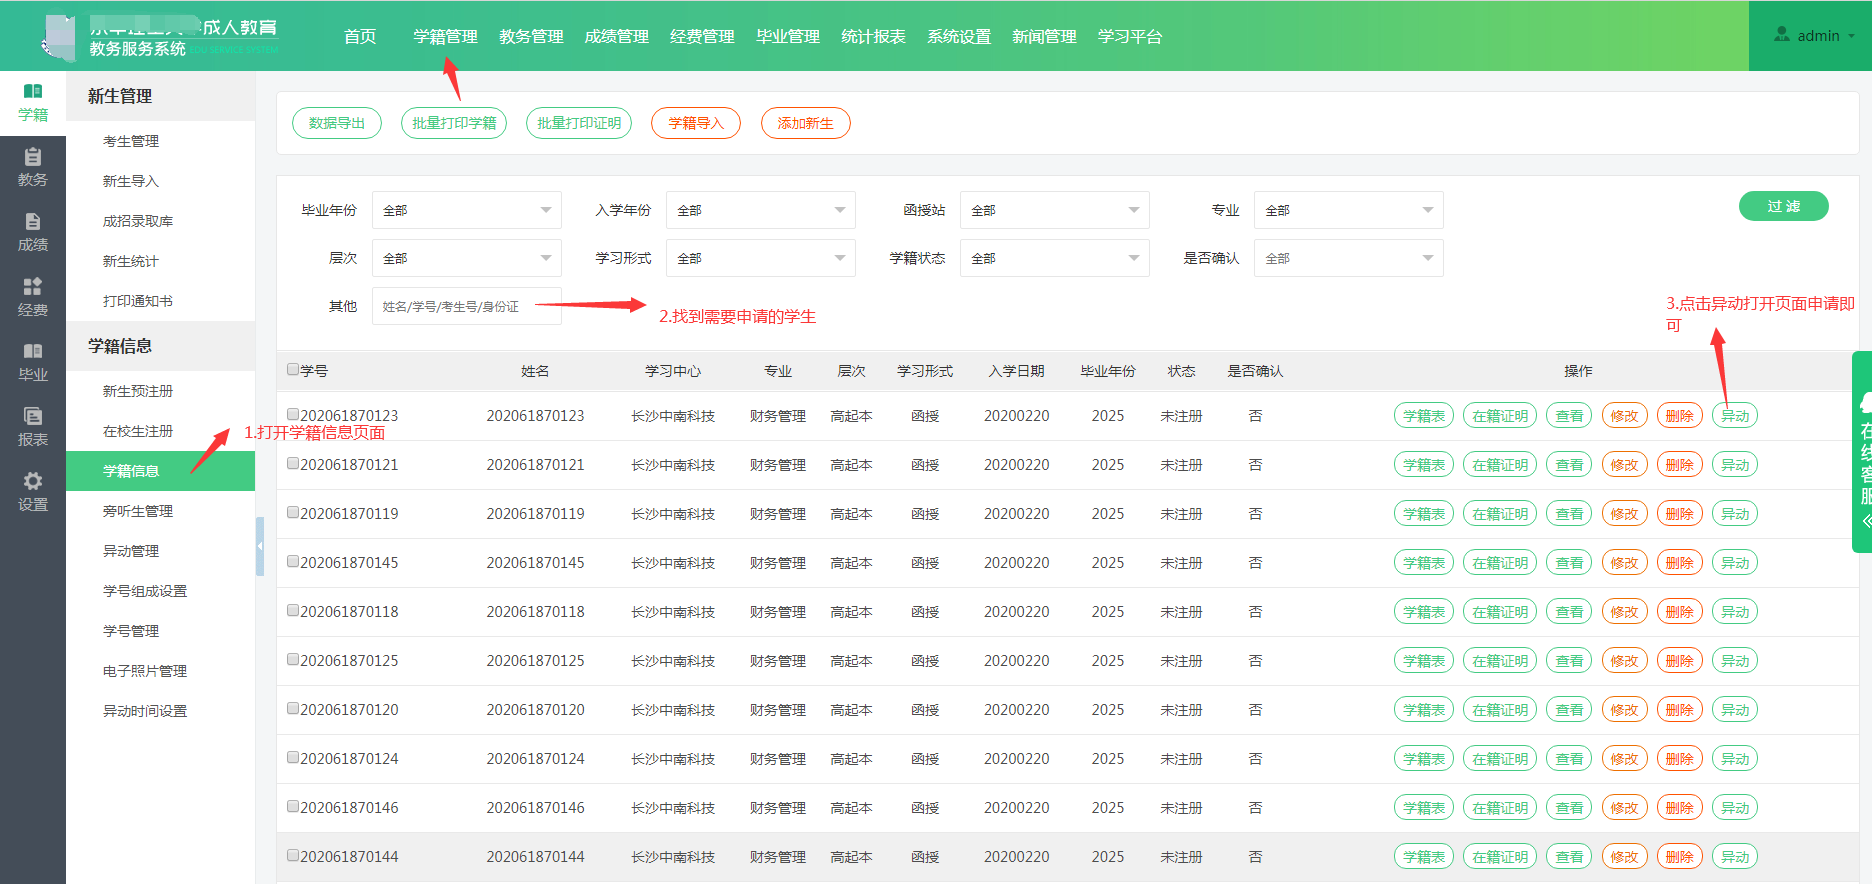 成人教育
教务服务系统 EDU SERVICE SYSTEM
首页 学籍管理 教务管理 成绩管理 经费管理 毕业管理 统计报表 系统设置 新闻管理 学习平台
admin
学籍
教务
成绩
经费
毕业
报表
设置
新生管理
考生管理
新生导入
成招录取库
新生统计
打印通知书
学籍信息
新生预注册
在校生注册
学籍信息
旁听生管理
异动管理
学号组成设置
学号管理
电子照片管理
异动时间设置
1.打开学籍信息页面
数据导出 批量打印学籍 批量打印证明 学籍导入 添加新生
毕业年份 全部 入学年份 全部 函授站 全部 专业 全部 过 滤
层次 全部 学习形式 全部 学籍状态 全部 是否确认 全部
其他 姓名/学号/考生号/身份证
2.找到需要申请的学生
3.点击异动打开页面申请即
可
学号 姓名 学习中心 专业 层次 学习形式 入学日期 毕业年份 状态 是否确认 操作
202061870123 202061870123 长沙中南科技 财务管理 高起本 函授 20200220 2025 未注册 否 学籍表 在籍证明 查看 修改 删除 异动
202061870121 202061870121 长沙中南科技 财务管理 高起本 函授 20200220 2025 未注册 否 学籍表 在籍证明 查看 修改 删除 异动
202061870119 202061870119 长沙中南科技 财务管理 高起本 函授 20200220 2025 未注册 否 学籍表 在籍证明 查看 修改 删除 异动
202061870145 202061870145 长沙中南科技 财务管理 高起本 函授 20200220 2025 未注册 否 学籍表 在籍证明 查看 修改 删除 异动
202061870118 202061870118 长沙中南科技 财务管理 高起本 函授 20200220 2025 未注册 否 学籍表 在籍证明 查看 修改 删除 异动
202061870125 202061870125 长沙中南科技 财务管理 高起本 函授 20200220 2025 未注册 否 学籍表 在籍证明 查看 修改 删除 异动
202061870120 202061870120 长沙中南科技 财务管理 高起本 函授 20200220 2025 未注册 否 学籍表 在籍证明 查看 修改 删除 异动
202061870124 202061870124 长沙中南科技 财务管理 高起本 函授 20200220 2025 未注册 否 学籍表 在籍证明 查看 修改 删除 异动
202061870146 202061870146 长沙中南科技 财务管理 高起本 函授 20200220 2025 未注册 否 学籍表 在籍证明 查看 修改 删除 异动
202061870144 202061870144 长沙中南科技 财务管理 高起本 函授 20200220 2025 未注册 否 学籍表 在籍证明 查看 修改 删除 异动
在线客服